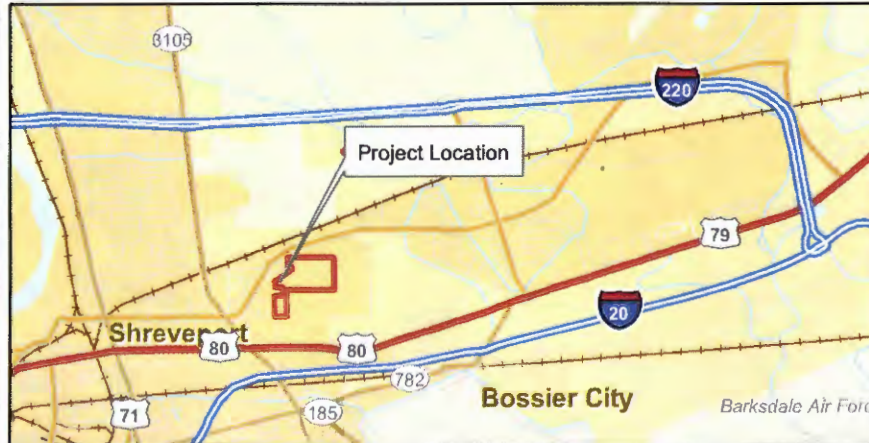 3105
220
Project Location
79
20
Shreveport
80
80
782
71
185
Bossier City
Barksdale Air Forc